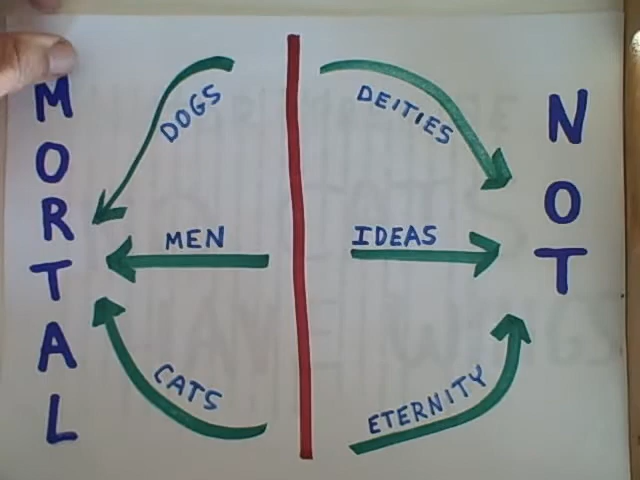 MORTAL
DOGS
MEN
CATS
DEITIES
IDEAS
ETERNITY
NOT